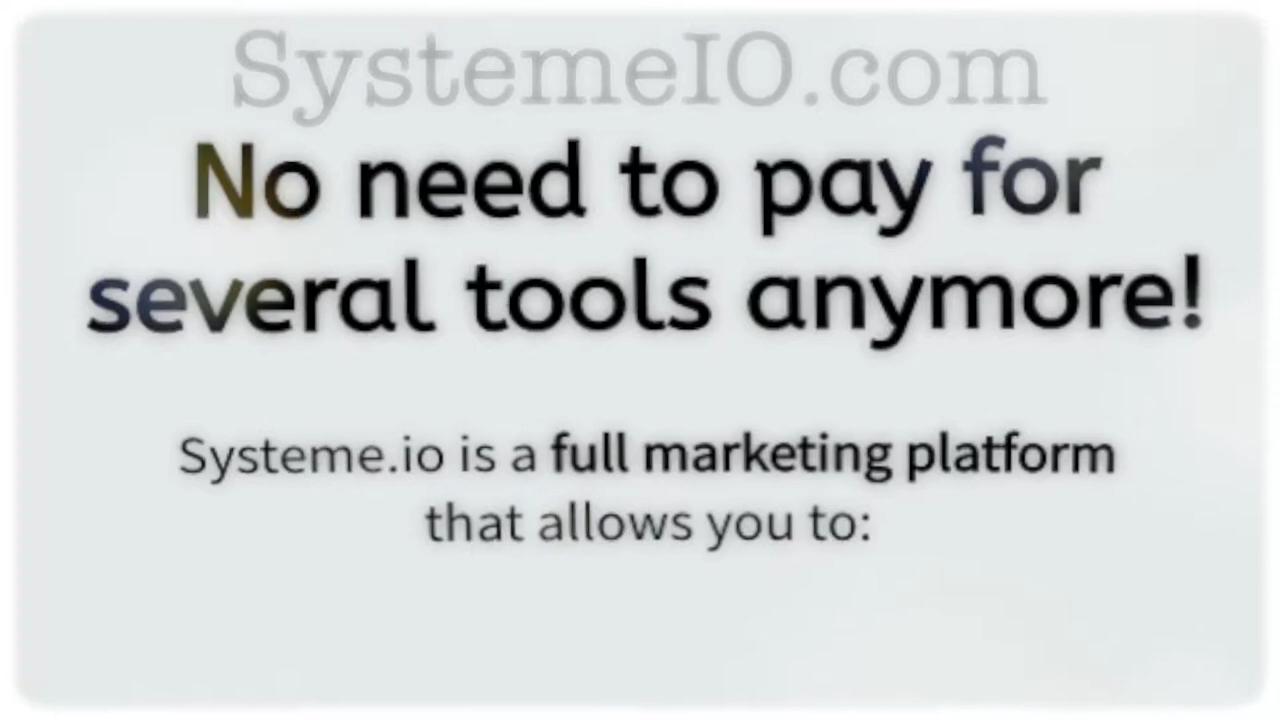 SystemeIO.com
No need to pay for
several tools anymore!
Systeme.io is a full marketing platform
that allows you to: